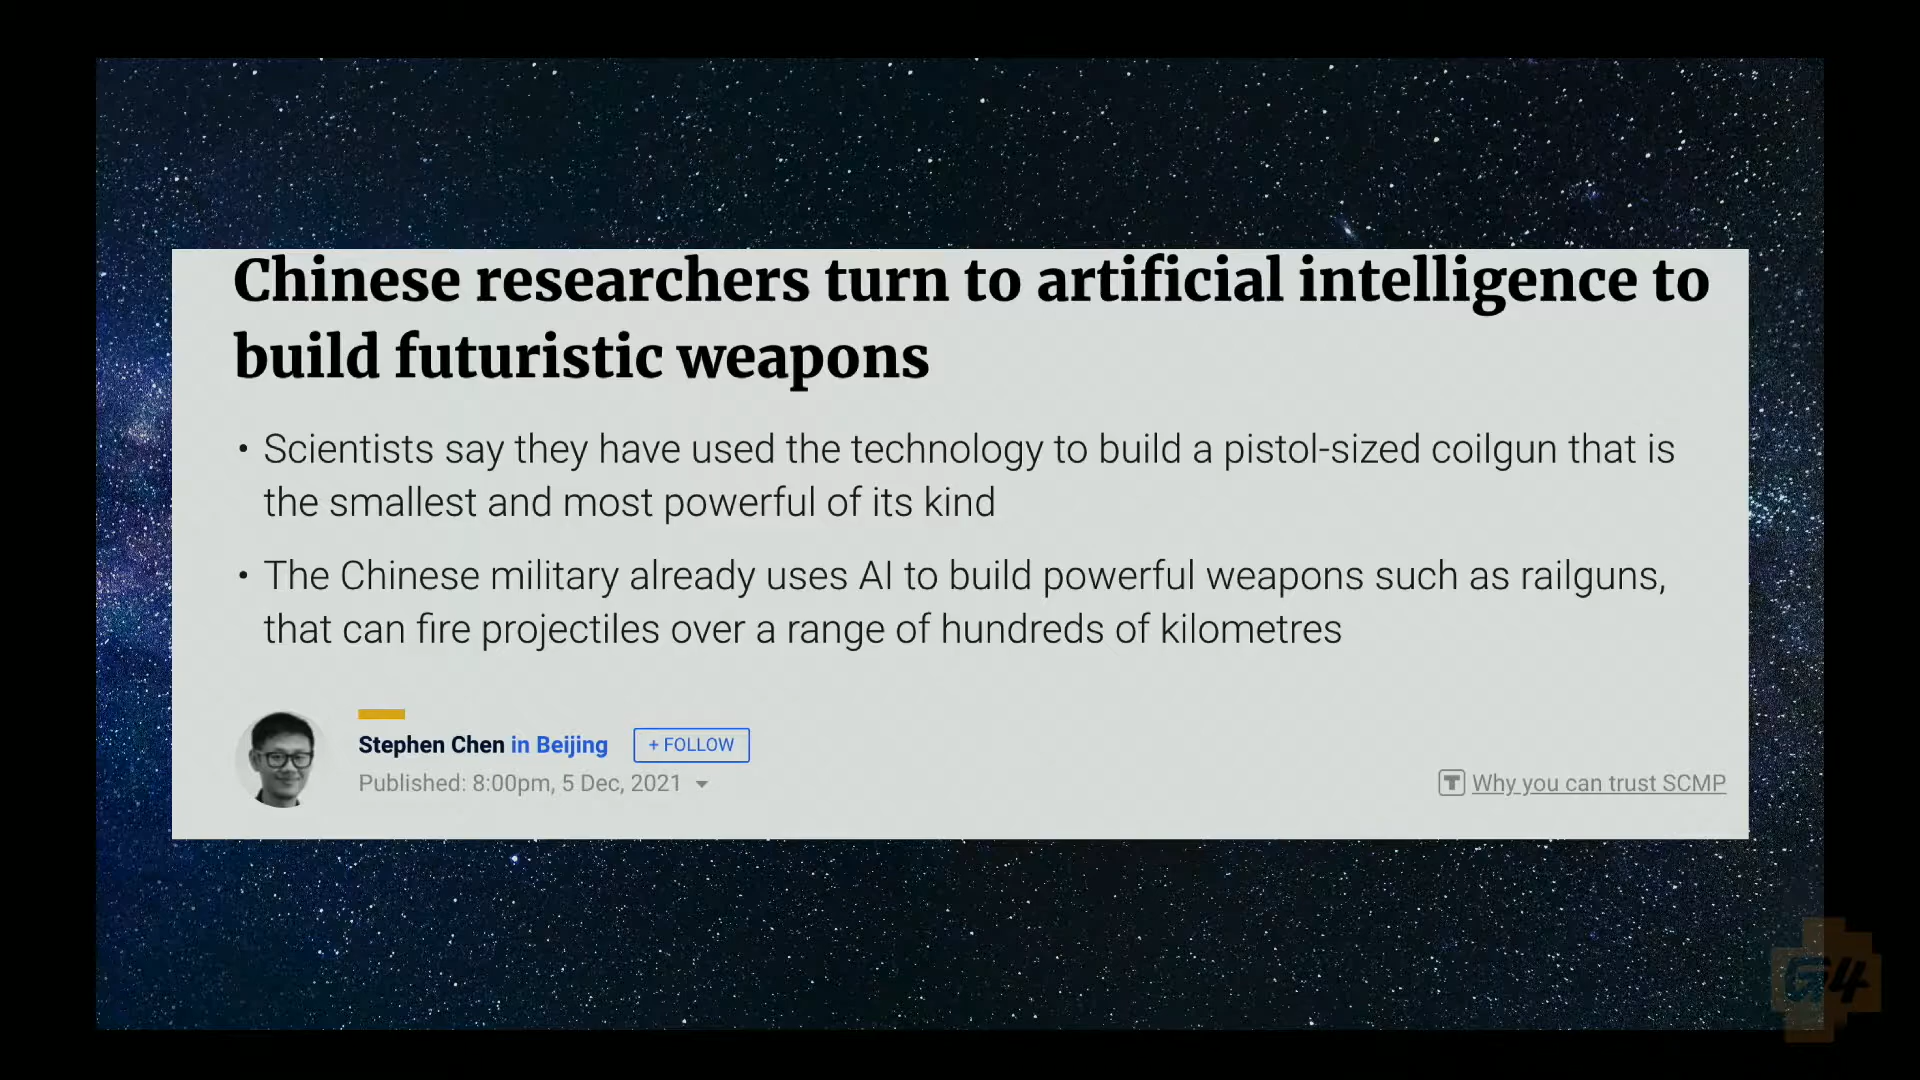 Chinese researchers turn to artificial intelligence to
build futuristic weapons
• Scientists say they have used the technology to build a pistol-sized coilgun that is
the smallest and most powerful of its kind
• The Chinese military already uses AI to build powerful weapons such as railguns,
that can fire projectiles over a range of hundreds of kilometres
Stephen Chen in Beijing + FOLLOW
Published: 8:00pm, 5 Dec, 2021
T Why you can trust SCMP
G4